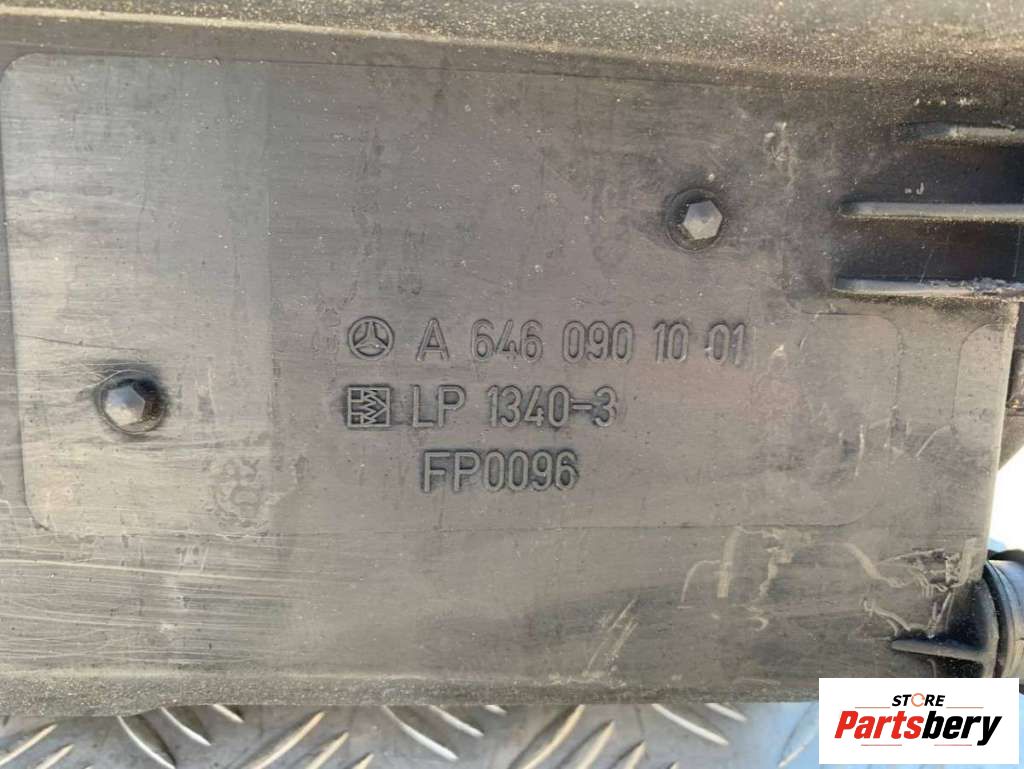 A 646 090 10 01
LP 1340-3
FP0096
STORE
Partsbery